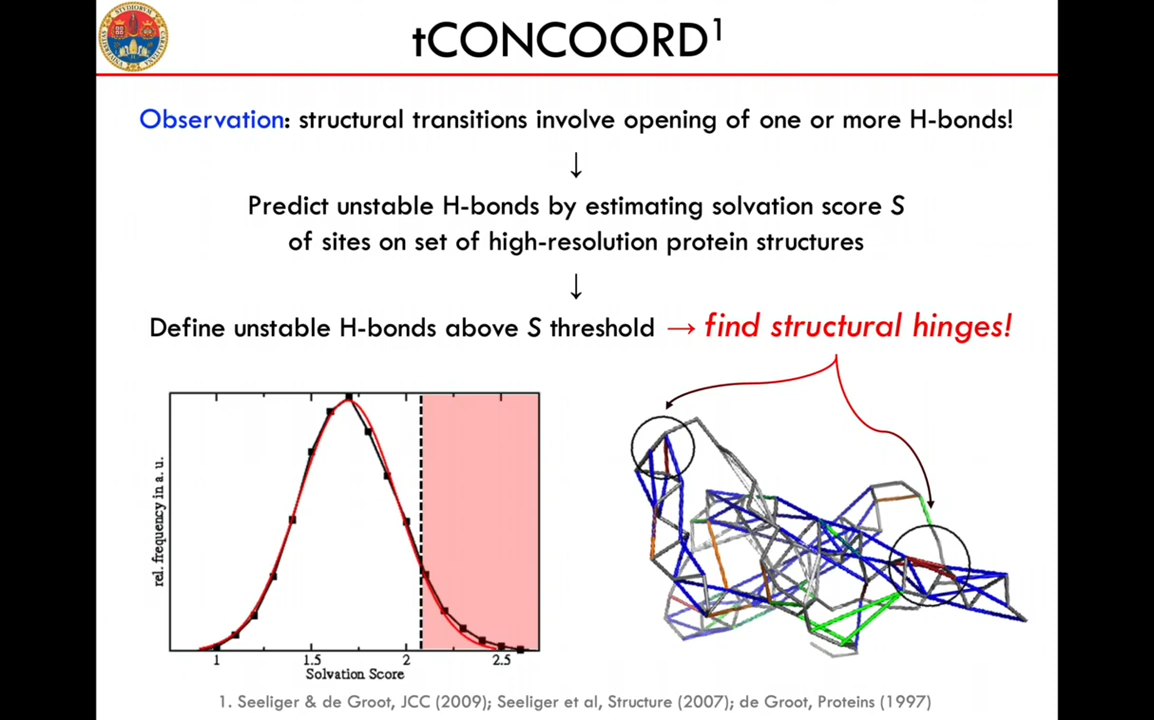 tCONCOORD¹
Observation: structural transitions involve opening of one or more H-bonds!
↓
Predict unstable H-bonds by estimating solvation score S
of sites on set of high-resolution protein structures
↓
Define unstable H-bonds above S threshold → find structural hinges!
rel. frequency in a. u.
1 1.5 2 2.5
Solvation Score
1. Seeliger & de Groot, JCC (2009); Seeliger et al, Structure (2007); de Groot, Proteins (1997)